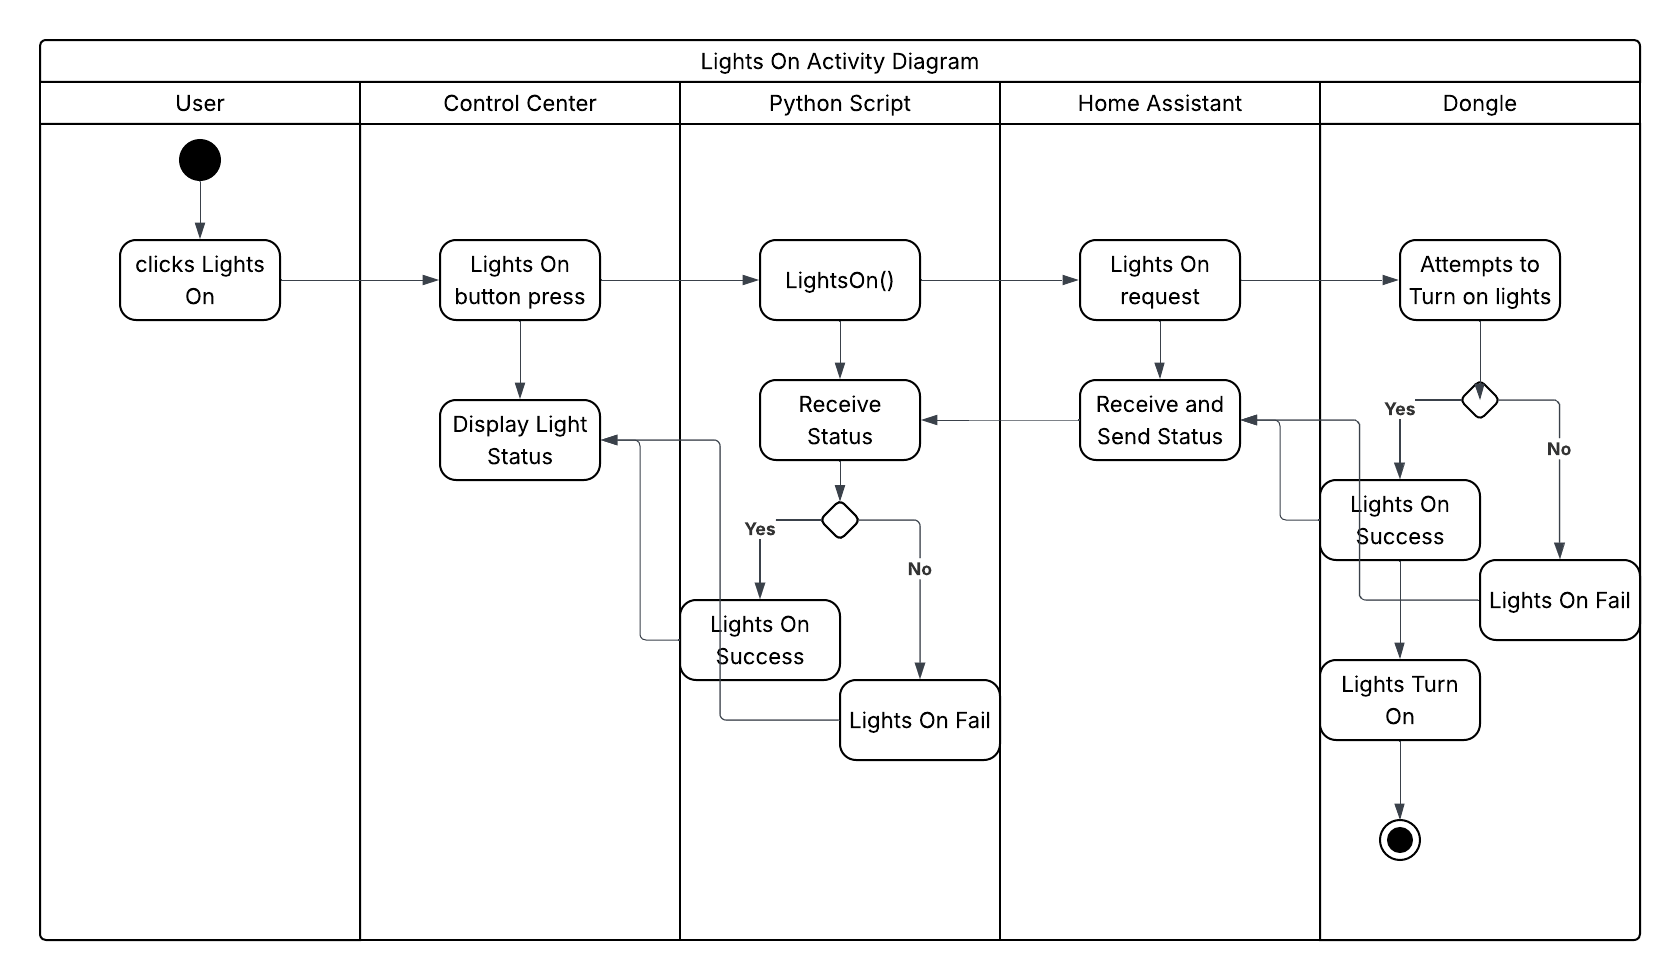 Lights On Activity Diagram
User
Control Center
Python Script
Home Assistant
Dongle
clicks Lights
On
Lights On
button press
LightsOn()
Lights On
request
Attempts to
Turn on lights
Display Light
Status
Receive
Status
Receive and
Send Status
Yes
No
Lights On
Success
Lights On Fail
Yes
No
Lights On
Success
Lights On Fail
Lights Turn
On